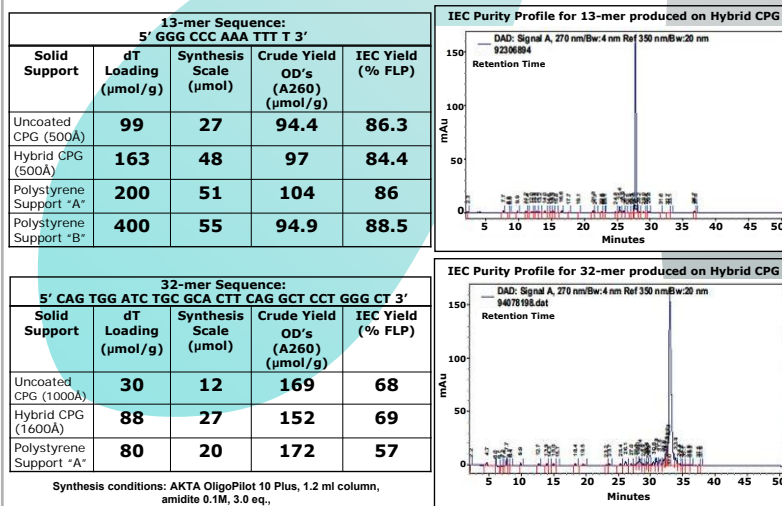 13-mer Sequence:
5’ GGG CCC AAA TTT T 3’
Solid Support dT Loading (µmol/g) Synthesis Scale (µmol) Crude Yield OD's (A260) (µmol/g) IEC Yield (% FLP)
Uncoated CPG (500Å) 99 27 94.4 86.3
Hybrid CPG (500Å) 163 48 97 84.4
Polystyrene Support “A” 200 51 104 86
Polystyrene Support “B” 400 55 94.9 88.5
IEC Purity Profile for 13-mer produced on Hybrid CPG
DAD: Signal A, 270 nm/Bw:4 nm Ref 350 nm/Bw:20 nm
92306894
Retention Time
mAu
150
100
50
0
5 10 15 20 25 30 35 40 45 50
Minutes
32-mer Sequence:
5’ CAG TGG ATC TGC GCA CTT CAG GCT CCT GGG CT 3’
Solid Support dT Loading (µmol/g) Synthesis Scale (µmol) Crude Yield OD's (A260) (µmol/g) IEC Yield (% FLP)
Uncoated CPG (1000Å) 30 12 169 68
Hybrid CPG (1600Å) 88 27 152 69
Polystyrene Support “A” 80 20 172 57
Synthesis conditions: AKTA OligoPilot 10 Plus, 1.2 ml column,
amidite 0.1M, 3.0 eq.,
IEC Purity Profile for 32-mer produced on Hybrid CPG
DAD: Signal A, 270 nm/Bw:4 nm Ref 350 nm/Bw:20 nm
94078198.dat
Retention Time
mAu
150
100
50
0
5 10 15 20 25 30 35 40 45 50
Minutes